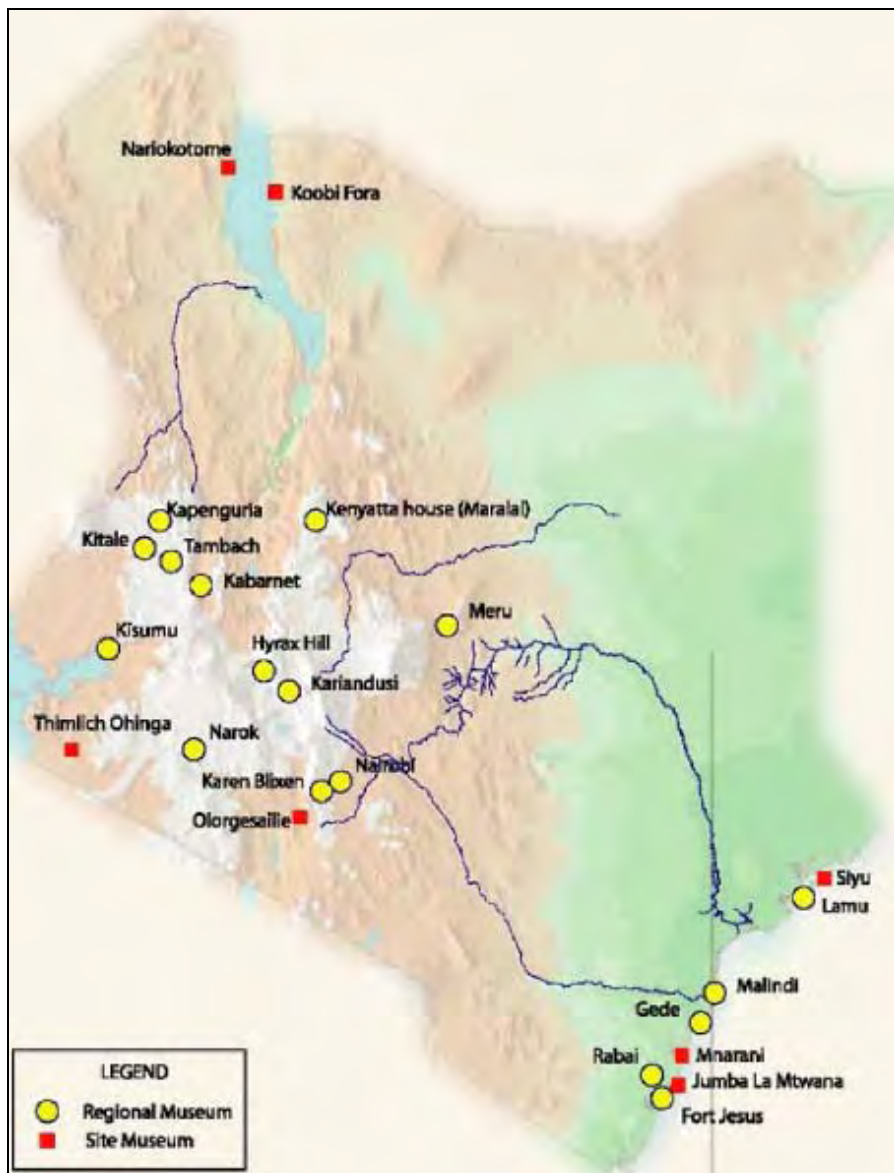 Nariokotome
Koobi Fora
Kapenguria
Kenyatta house (Maralal)
Kitale
Tambach
Kabarnet
Meru
Kisumu
Hyrax Hill
Kariandusi
Thimlich Ohinga
Narok
Nairobi
Karen Blixen
Olorgesailie
Siyu
Lamu
Malindi
Gede
Mnarani
Rabai
Jumba La Mtwana
Fort Jesus
LEGEND
Regional Museum
Site Museum